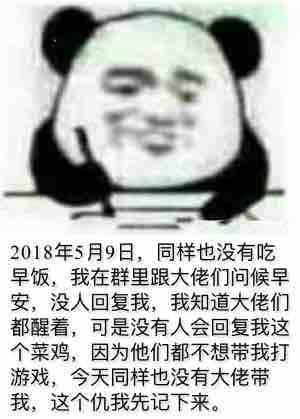 2018年5月9日，同样也没有吃
早饭，我在群里跟大佬们问候早
安，没人回复我，我知道大佬们
都醒着，可是没有人会回复我这
个菜鸡，因为他们都不想带我打
游戏，今天同样也没有大佬带
我，这个仇我先记下来。